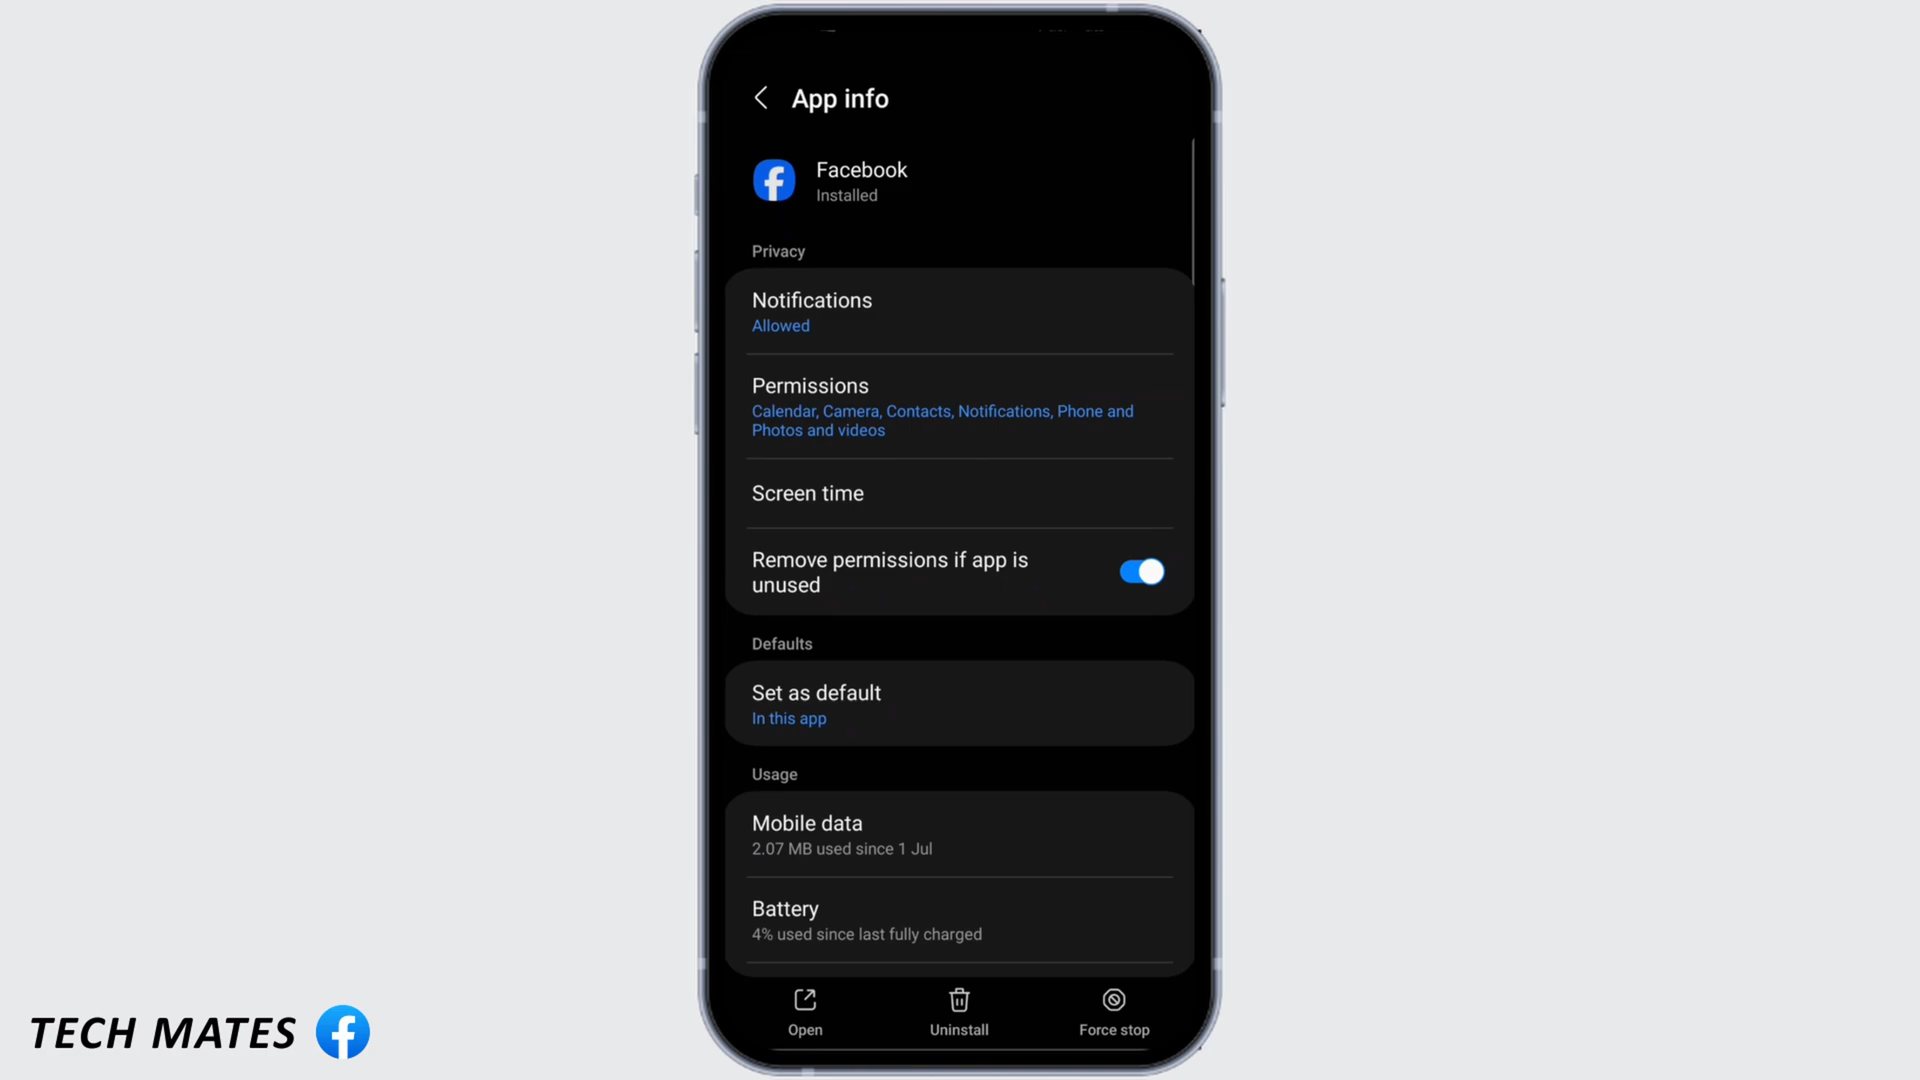 App info
Facebook
Installed
Privacy
Notifications
Allowed
Permissions
Calendar, Camera, Contacts, Notifications, Phone and
Photos and videos
Screen time
Remove permissions if app is
unused
Defaults
Set as default
In this app
Usage
Mobile data
2.07 MB used since 1 Jul
Battery
4% used since last fully charged
Open
Uninstall
Force stop
TECH MATES